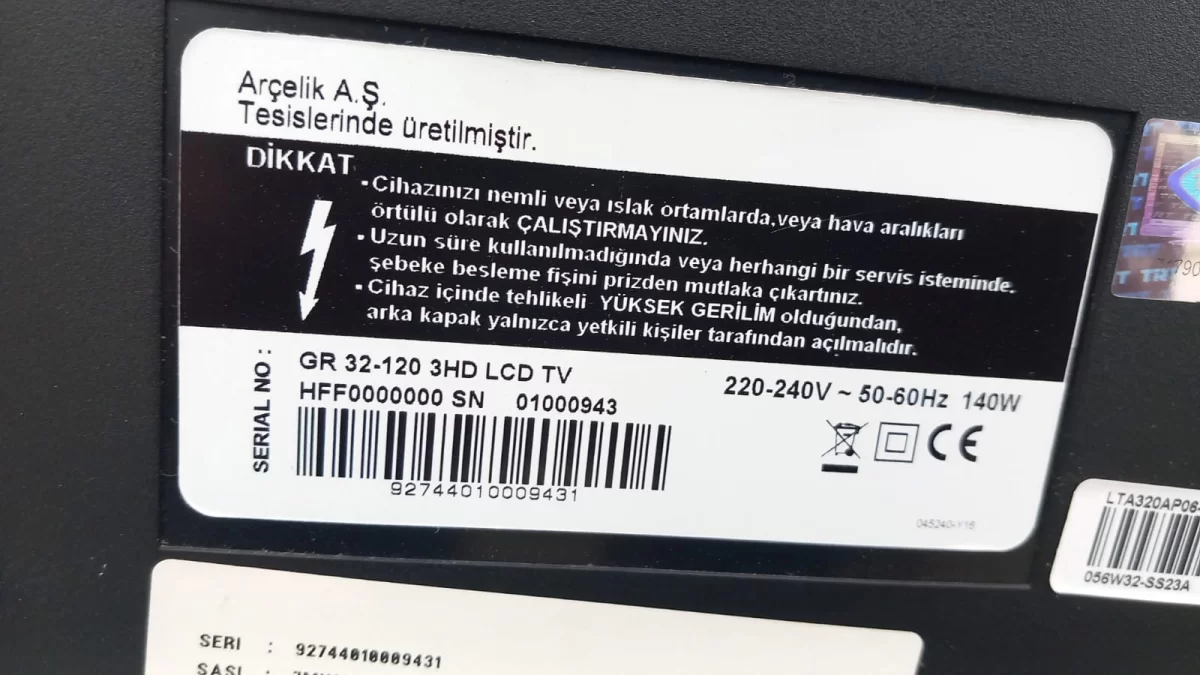 Arçelik A.Ş.
Tesislerinde üretilmiştir.
DİKKAT
▪ Cihazınızı nemli veya ıslak ortamlarda,veya hava aralıkları
örtülü olarak ÇALIŞTIRMAYINIZ.
▪ Uzun süre kullanılmadığında veya herhangi bir servis isteminde,
şebeke besleme fişini prizden mutlaka çıkartınız.
▪ Cihaz içinde tehlikeli YÜKSEK GERİLİM olduğundan,
arka kapak yalnızca yetkili kişiler tarafından açılmalıdır.
SERIAL NO :
GR 32-120 3HD LCD TV
HFF0000000 SN 01000943
92744010009431
220-240V ~ 50-60Hz 140W
CE
045240-Y16
LTA320AP06-
056W32-SS23A
SERI : 92744010009431
ŞASI :